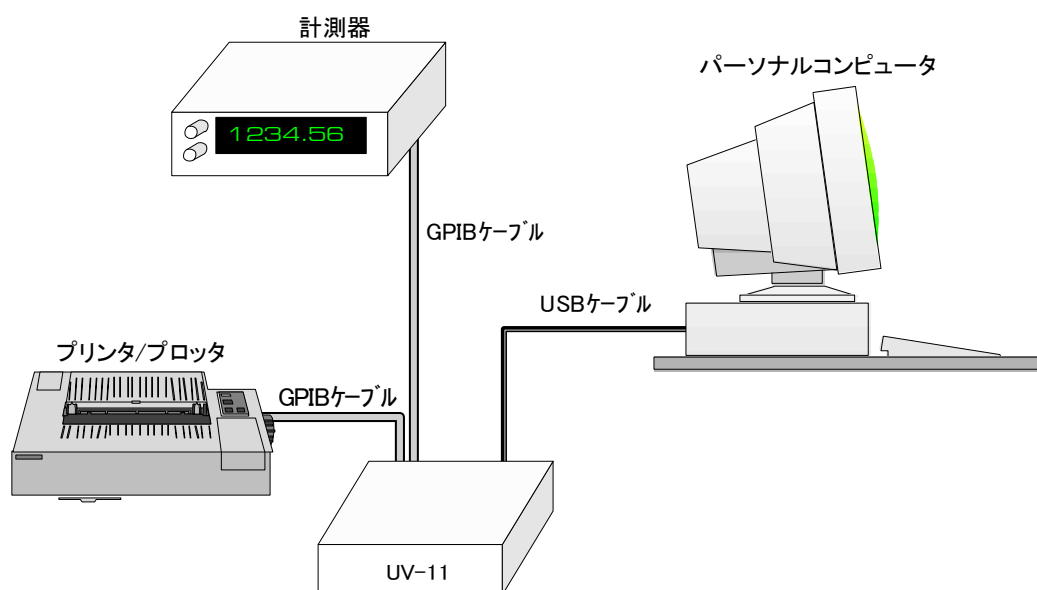 計測器
1234.56
パーソナルコンピュータ
GPIBｹｰﾌﾞﾙ
USBｹｰﾌﾞﾙ
プリンタ/プロッタ
GPIBｹｰﾌﾞﾙ
UV-11